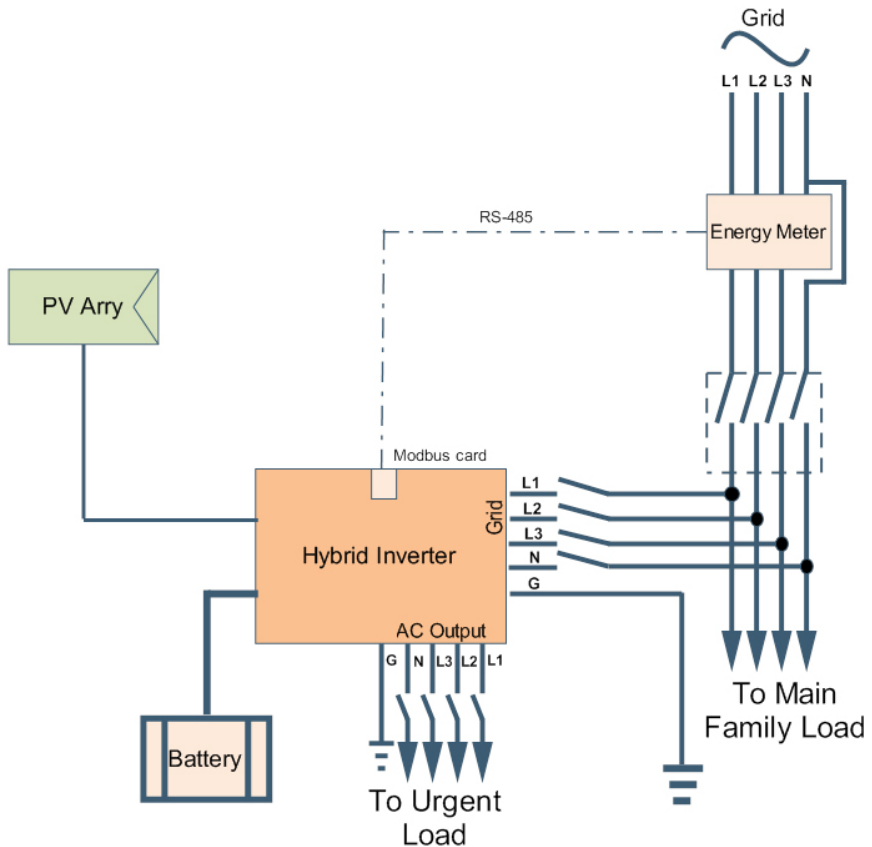 Grid
L1 L2 L3 N
RS-485
Energy Meter
PV Arry
Modbus card
L1
L2
L3
N
G
Grid
Hybrid Inverter
AC Output
G N L3 L2 L1
To Main
Family Load
Battery
To Urgent
Load